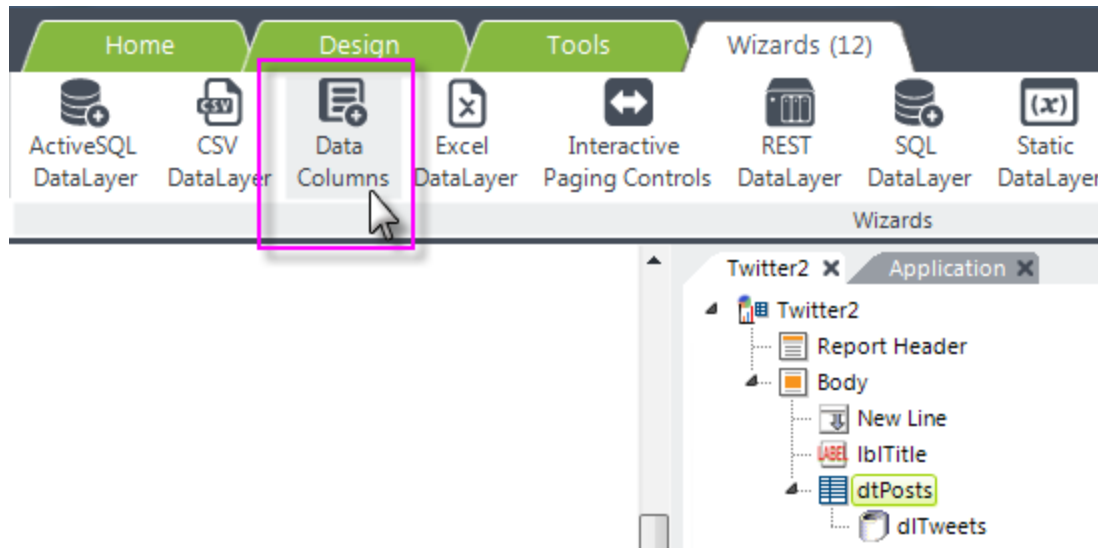 Home Design Tools Wizards (12)
ActiveSQL DataLayer
CSV DataLayer
Data Columns
Excel DataLayer
Interactive Paging Controls
REST DataLayer
SQL DataLayer
Static DataLayer
Wizards
Twitter2 Application
Twitter2
Report Header
Body
New Line
LABEL lblTitle
dtPosts
dlTweets